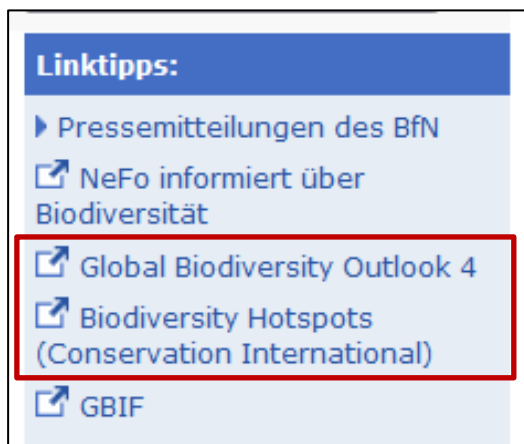 Linktipps:
Pressemitteilungen des BfN
NeFo informiert über
Biodiversität
Global Biodiversity Outlook 4
Biodiversity Hotspots
(Conservation International)
GBIF